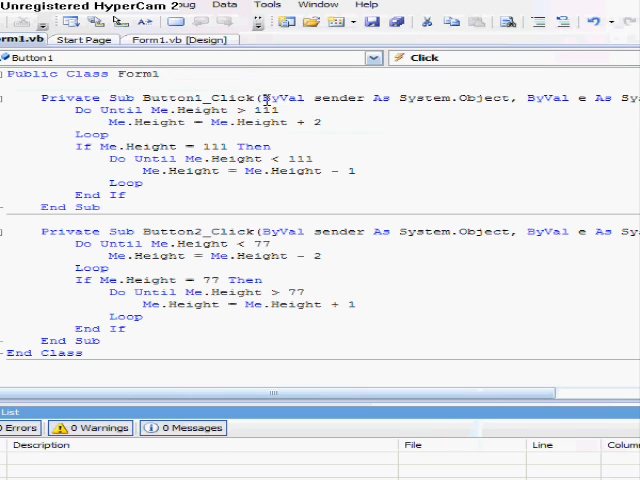 Unregistered HyperCam 2
Data Tools Window Help
Form1.vb Start Page Form1.vb [Design]
Button1 Click
Public Class Form1
Private Sub Button1_Click(ByVal sender As System.Object, ByVal e As Sy
Do Until Me.Height > 111
Me.Height = Me.Height + 2
Loop
If Me.Height = 111 Then
Do Until Me.Height < 111
Me.Height = Me.Height - 1
Loop
End If
End Sub
Private Sub Button2_Click(ByVal sender As System.Object, ByVal e As Sy
Do Until Me.Height < 77
Me.Height = Me.Height - 2
Loop
If Me.Height = 77 Then
Do Until Me.Height > 77
Me.Height = Me.Height + 1
Loop
End If
End Sub
End Class
List
0 Errors 0 Warnings 0 Messages
Description File Line Colum